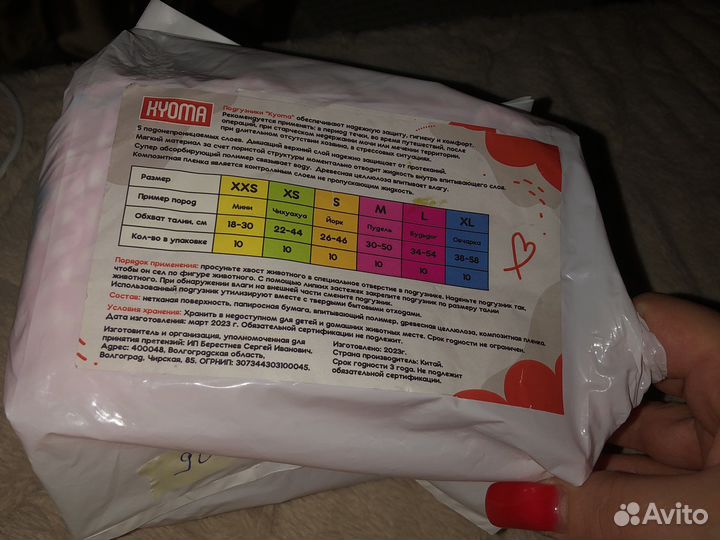 KYOMA
Подгузники "Kyoma" обеспечивают надежную защиту, гигиену и комфорт.
Рекомендуется применять: в период течки, во время путешествий, после
операций, при старческом недержании мочи или мечении территории,
при длительном отсутствии хозяина, в стрессовых ситуациях.
5 водонепроницаемых слоев. Дышащий верхний слой надежно защищает от протеканий.
Мягкий материал за счет пористой структуры моментально отводит жидкость внутрь впитывающего слоя.
Супер абсорбирующий полимер связывает воду. Древесная целлюлоза впитывает влагу.
Композитная пленка является контрольным слоем не пропускающим жидкость.
Размер XXS XS S M L XL
Пример пород Мини Чихуахуа Йорк Пудель Бульдог Овчарка
Обхват талии, см 18-30 22-44 26-46 30-50 34-54 38-58
Кол-во в упаковке 10 10 10 10 10 10
Порядок применения: просуньте хвост животного в специальное отверстие в подгузнике. Наденьте подгузник так,
чтобы он сел по фигуре животного. С помощью липких застежек закрепите подгузник по размеру талии
животного. При обнаружении влаги на внешней части смените подгузник.
Использованный подгузник утилизируют вместе с твердыми бытовыми отходами.
Состав: нетканая поверхность, папиросная бумага, впитывающий полимер, древесная целлюлоза, композитная пленка.
Условия хранения: Хранить в недоступном для детей и домашних животных месте. Срок годности не ограничен.
Дата изготовления: март 2023 г. Обязательной сертификации не подлежит.
Изготовитель и организация, уполномоченная для
принятия претензий: ИП Берестнев Сергей Иванович.
Адрес: 400048, Волгоградская область,
Волгоград, Чирская, 85. ОГРНИП: 307344303100045.
Изготовлено: 2023г.
Страна производитель: Китай.
Срок годности 3 года. Не подлежит
обязательной сертификации.
Avito